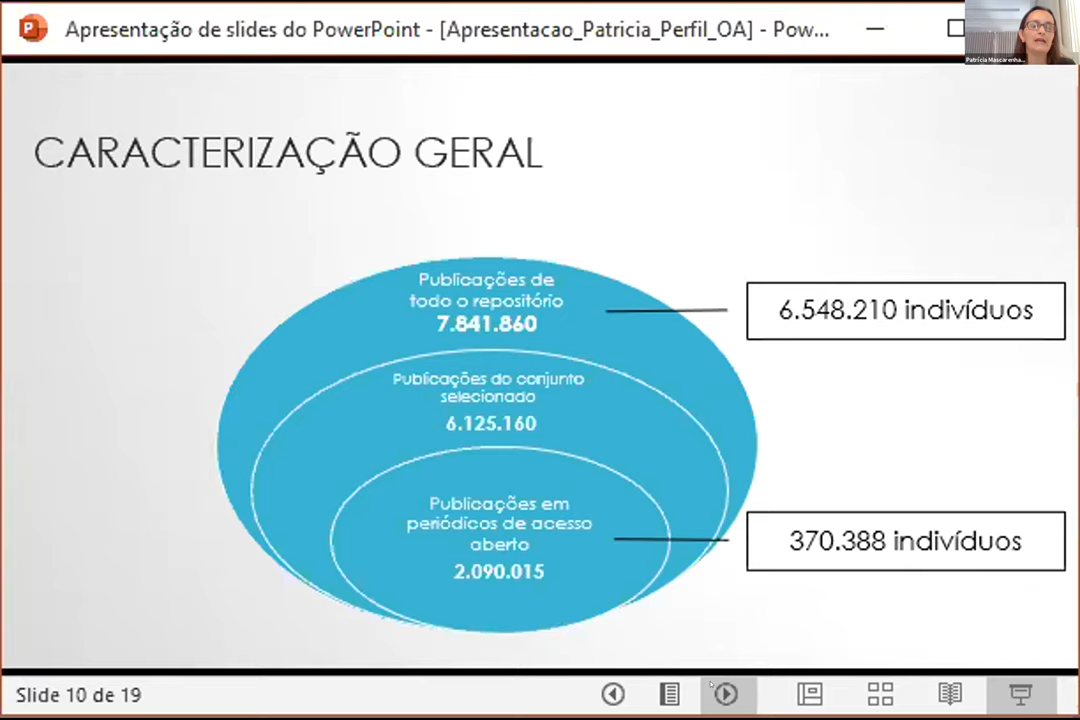 Apresentação de slides do PowerPoint - [Apresentacao_Patricia_Perfil_OA] - Pow...
Patricia Mascarenha...
CARACTERIZAÇÃO GERAL
Publicações de
todo o repositório
7.841.860
6.548.210 indivíduos
Publicações do conjunto
selecionado
6.125.160
Publicações em
periódicos de acesso
aberto
2.090.015
370.388 indivíduos
Slide 10 de 19